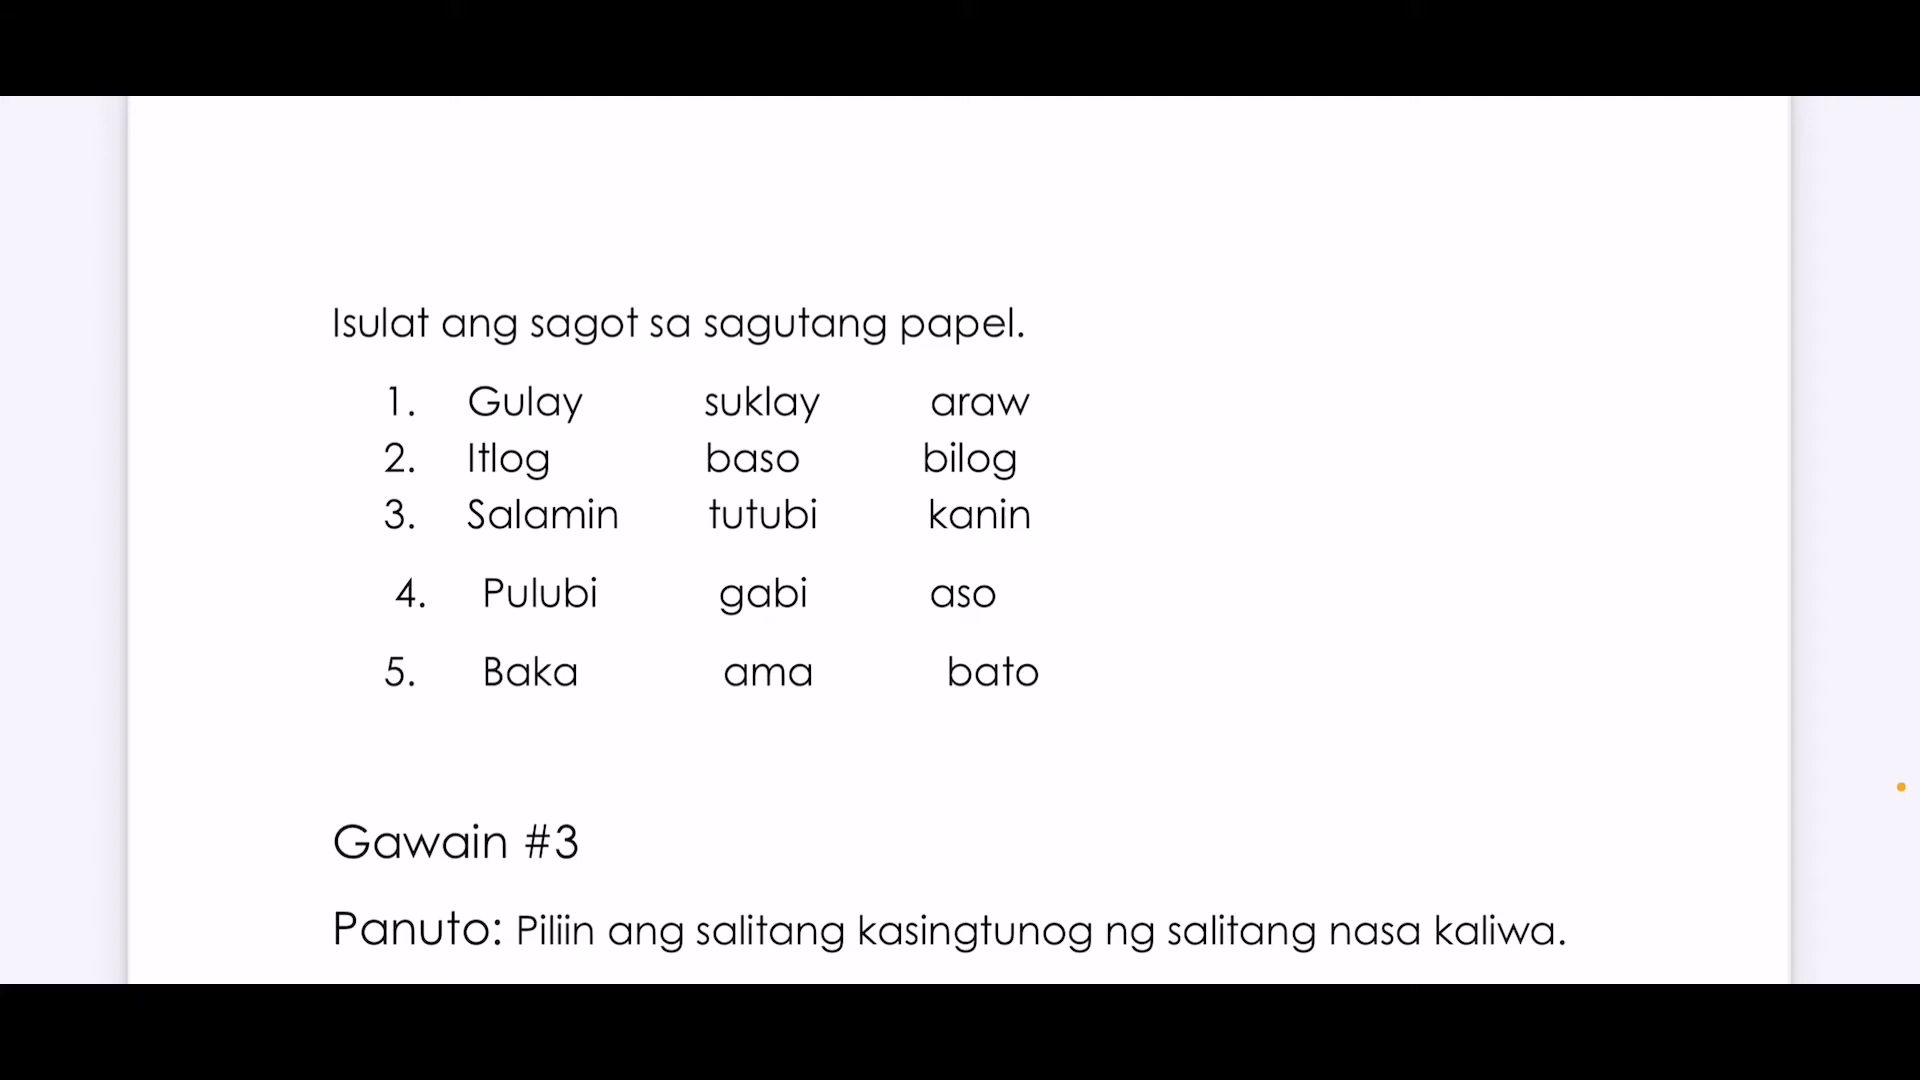 Isulat ang sagot sa sagutang papel.
1. Gulay suklay araw
2. Itlog baso bilog
3. Salamin tutubi kanin
4. Pulubi gabi aso
5. Baka ama bato
Gawain #3
Panuto: Piliin ang salitang kasingtunog ng salitang nasa kaliwa.